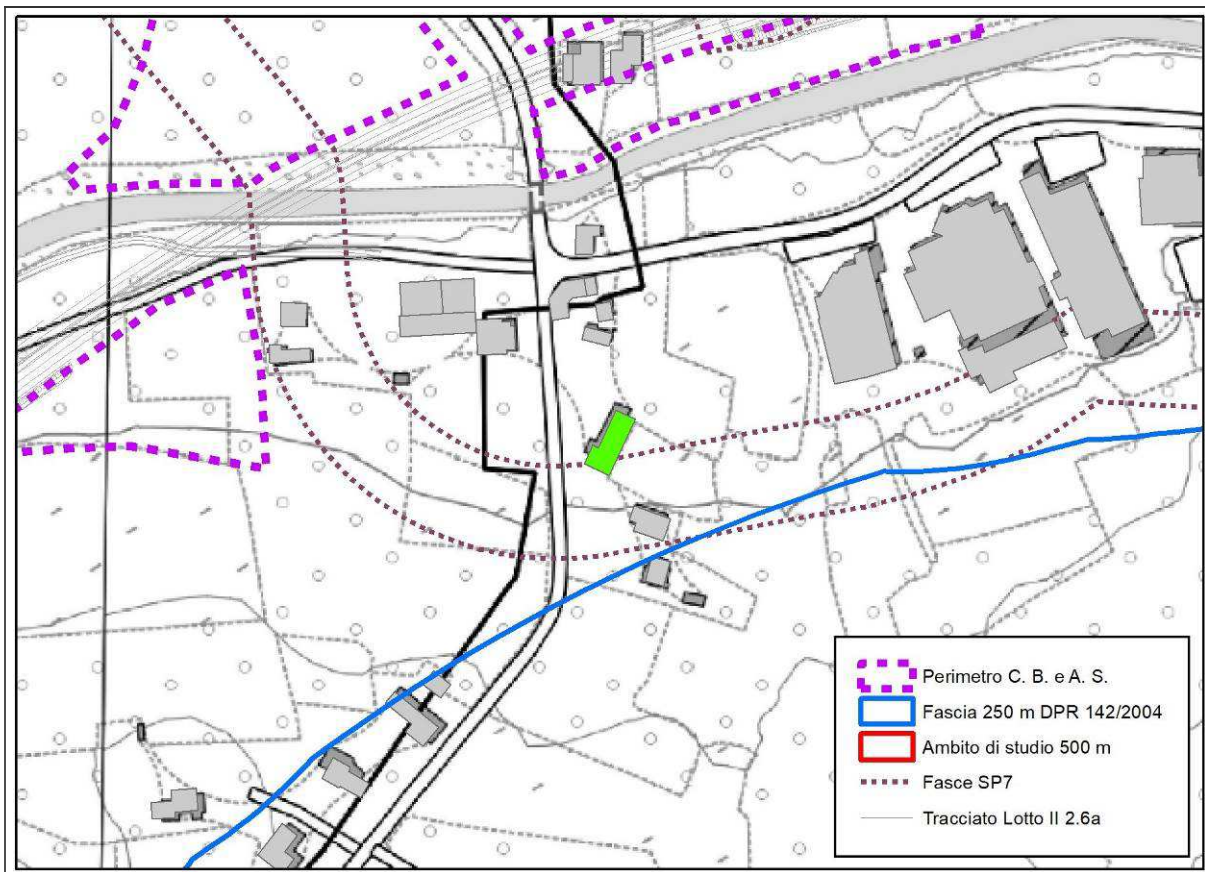 Perimetro C. B. e A. S.
Fascia 250 m DPR 142/2004
Ambito di studio 500 m
Fasce SP7
Tracciato Lotto II 2.6a